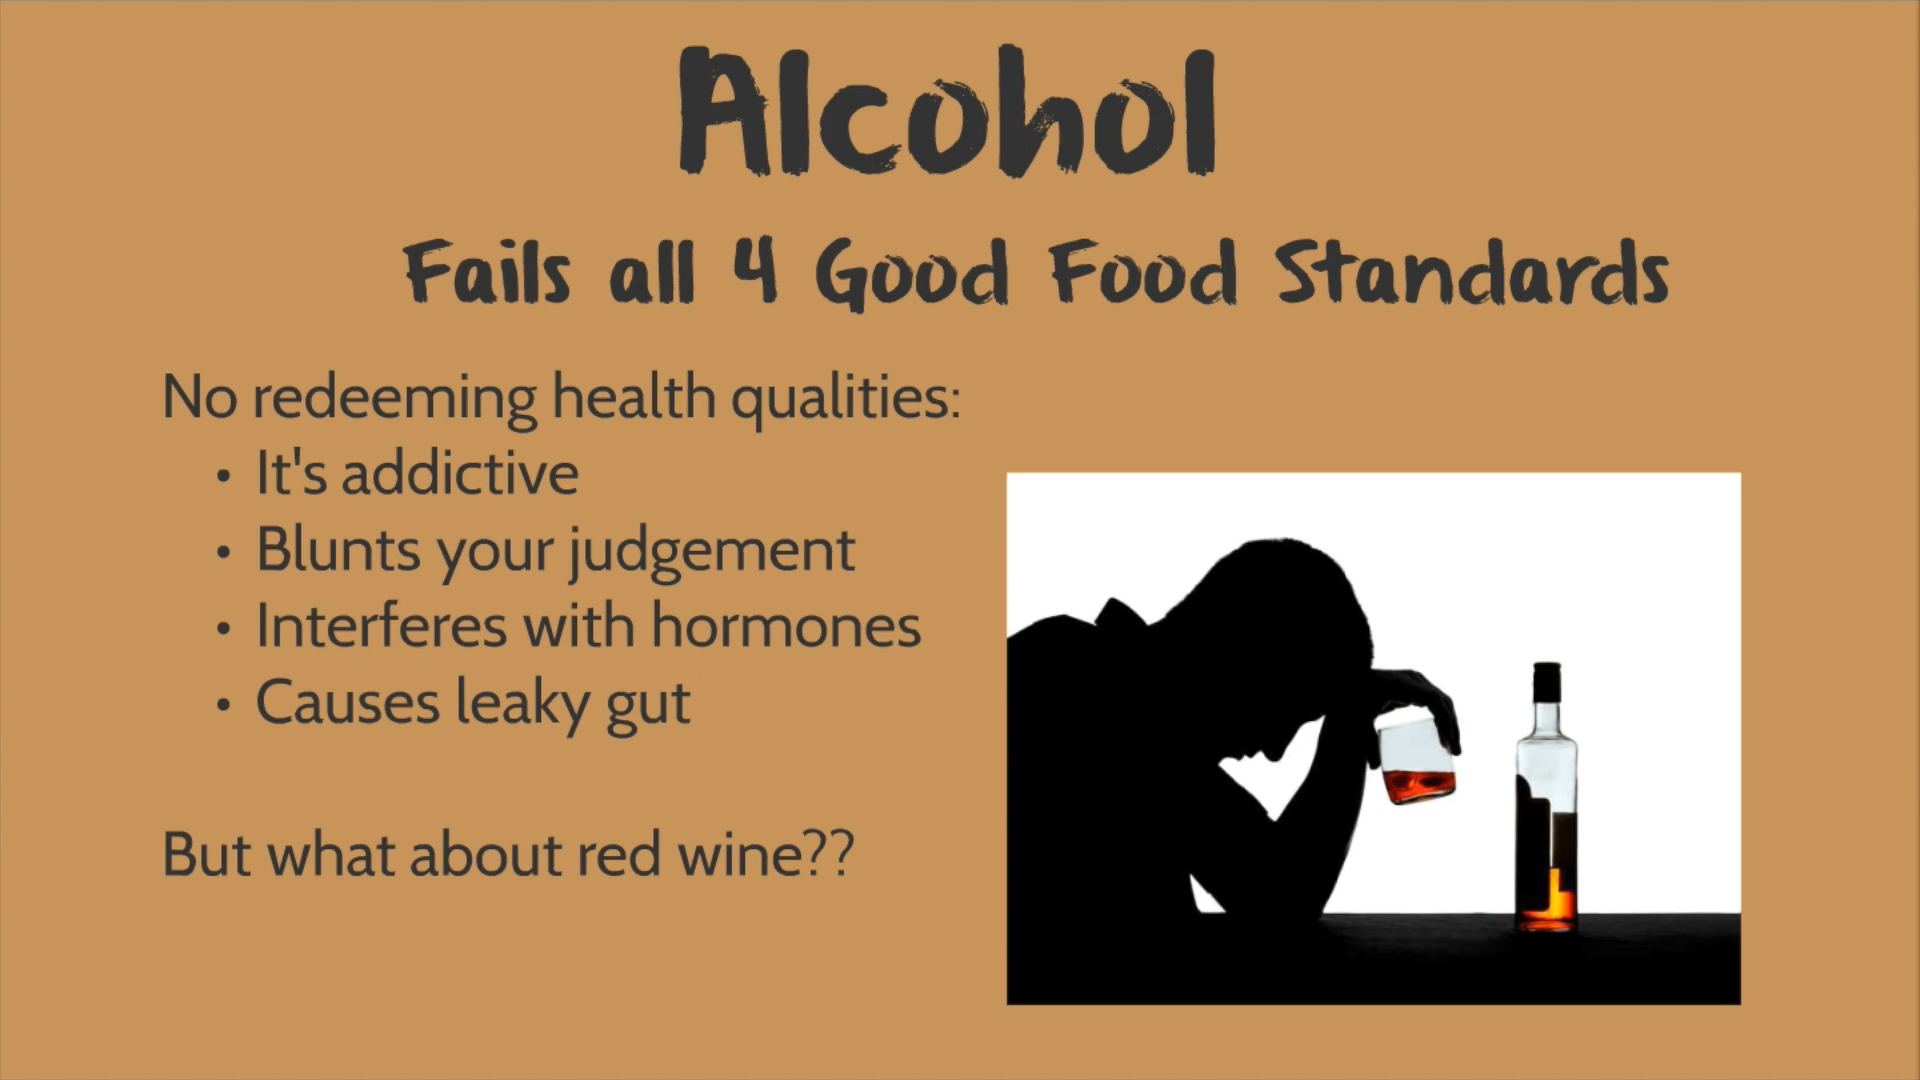 Alcohol
Fails all 4 Good Food Standards
No redeeming health qualities:
• It's addictive
• Blunts your judgement
• Interferes with hormones
• Causes leaky gut
But what about red wine??